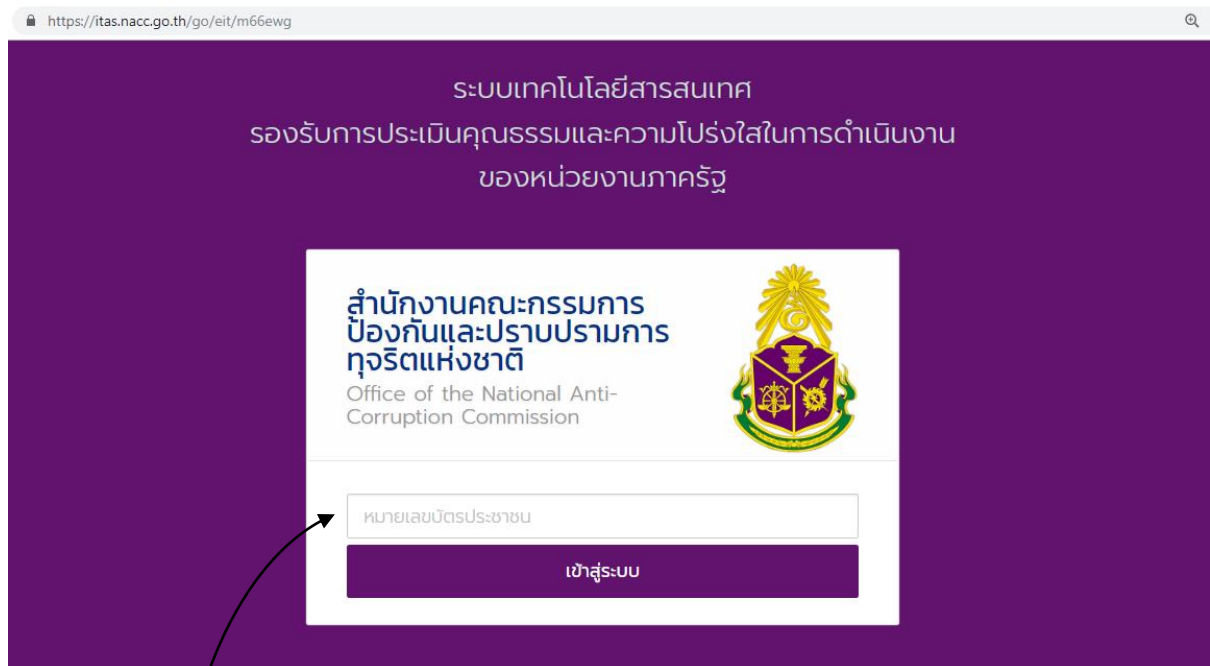 https://itas.nacc.go.th/go/eit/m66ewg
ระบบเทคโนโลยีสารสนเทศ
รองรับการประเมินคุณธรรมและความโปร่งใสในการดำเนินงาน
ของหน่วยงานภาครัฐ
สำนักงานคณะกรรมการ
ป้องกันและปราบปรามการ
ทุจริตแห่งชาติ
Office of the National Anti-
Corruption Commission
หมายเลขบัตรประชาชน
เข้าสู่ระบบ